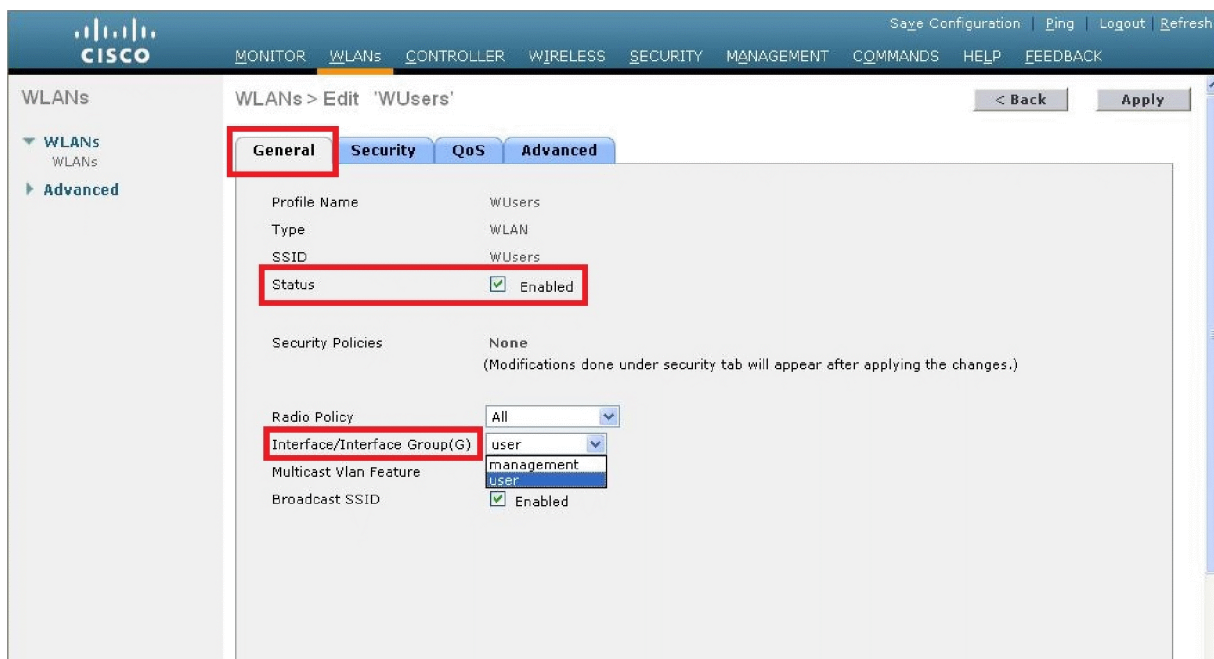 Save Configuration | Ping | Logout | Refresh
CISCO
MONITOR WLANs CONTROLLER WIRELESS SECURITY MANAGEMENT COMMANDS HELP FEEDBACK
WLANs
WLANs
WLANs
Advanced
WLANs > Edit 'WUsers'
< Back
Apply
General Security QoS Advanced
Profile Name WUsers
Type WLAN
SSID WUsers
Status Enabled
Security Policies None
(Modifications done under security tab will appear after applying the changes.)
Radio Policy All
Interface/Interface Group(G) user
management
user
Multicast Vlan Feature
Broadcast SSID Enabled